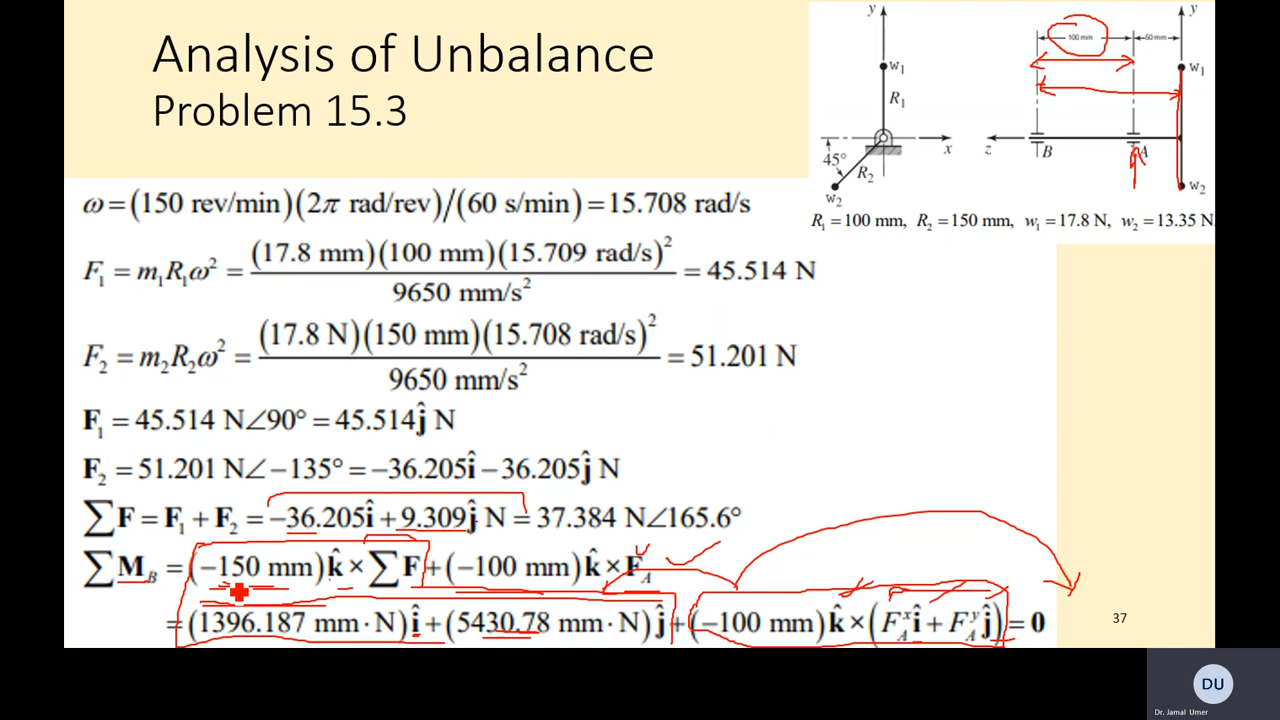 Analysis of Unbalance
Problem 15.3
y
w₁
R₁
x
45°
R₂
w₂
100 mm
50 mm
y
w₁
z
B
A
w₂
R₁ = 100 mm, R₂ = 150 mm, w₁ = 17.8 N, w₂ = 13.35 N
ω = (150 rev/min)(2π rad/rev)/(60 s/min) = 15.708 rad/s
F₁ = m₁R₁ω² = (17.8 mm)(100 mm)(15.709 rad/s)² / 9650 mm/s² = 45.514 N
F₂ = m₂R₂ω² = (17.8 N)(150 mm)(15.708 rad/s)² / 9650 mm/s² = 51.201 N
F₁ = 45.514 N∠90° = 45.514ĵ N
F₂ = 51.201 N∠−135° = −36.205î − 36.205ĵ N
∑F = F₁ + F₂ = −36.205î + 9.309ĵ N = 37.384 N∠165.6°
∑M_B = (−150 mm)k̂ × ∑F + (−100 mm)k̂ × F_A
= (1396.187 mm·N)î + (5430.78 mm·N)ĵ + (−100 mm)k̂ × (F_A^x î + F_A^y ĵ) = 0
37
DU
Dr. Jamal Umer